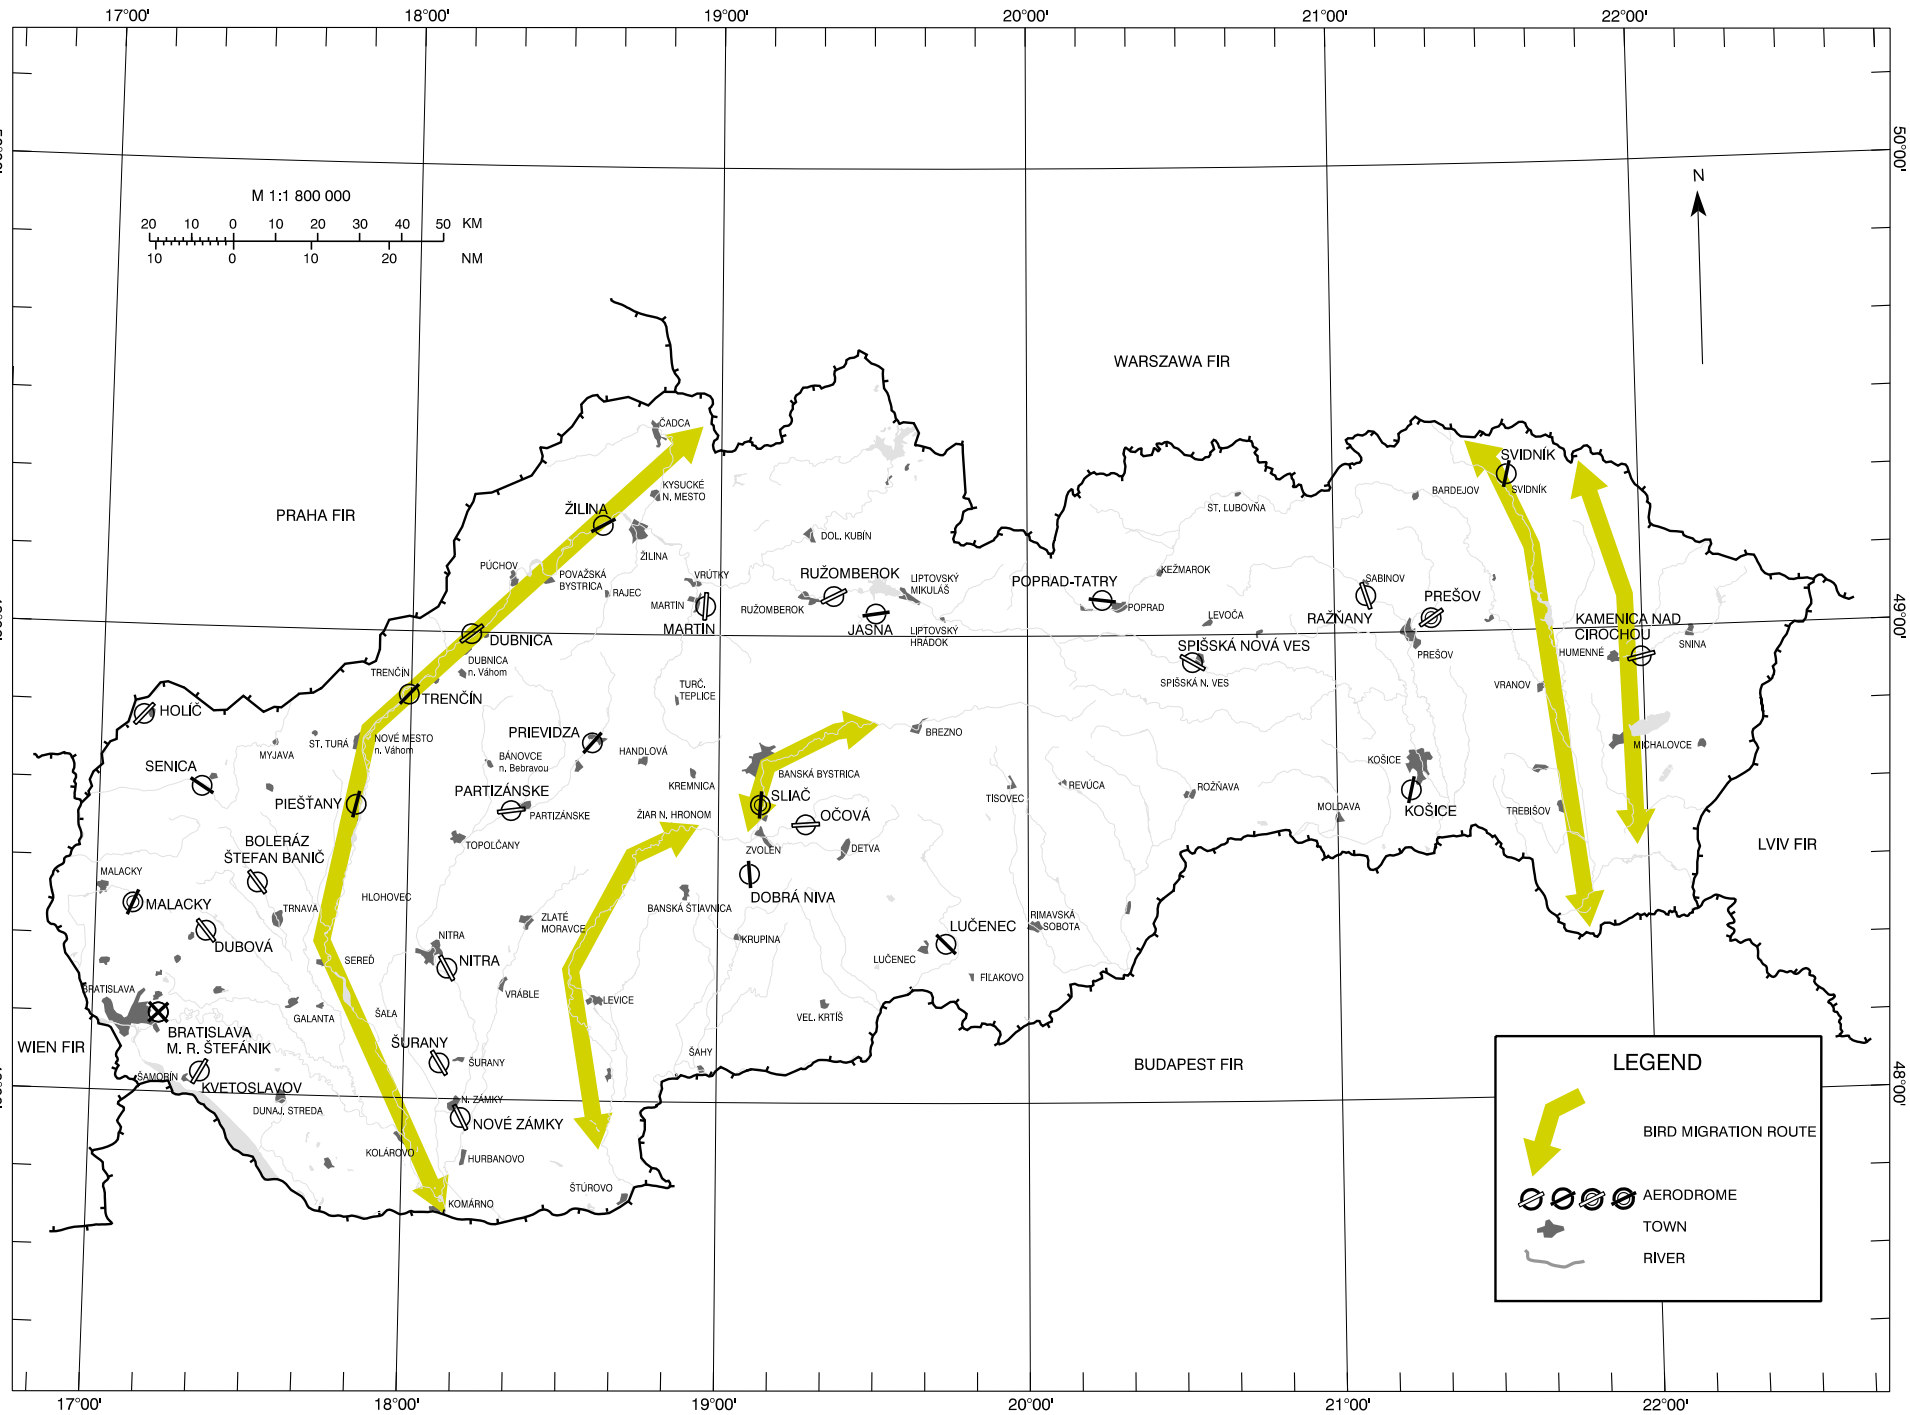 17°00' 18°00' 19°00' 20°00' 21°00' 22°00'
50°00'
M 1:1 800 000
20 10 0 10 20 30 40 50 KM
10 0 10 20 NM
N
WARSZAWA FIR
PRAHA FIR
ČADCA
KYSUCKÉ
N. MESTO
ŽILINA
ŽILINA
PÚCHOV
POVAŽSKÁ
BYSTRICA
RAJEC
VRÚTKY
MARTIN
MARTIN
DOL. KUBÍN
RUŽOMBEROK
RUŽOMBEROK
LIPTOVSKÝ
MIKULÁŠ
JASNA
LIPTOVSKÝ
HRÁDOK
POPRAD-TATRY
POPRAD
KEŽMAROK
ST. LUBOVŇA
LEVOČA
SPIŠSKÁ NOVÁ VES
SPIŠSKÁ N. VES
BARDEJOV
SVIDNÍK
SVIDNÍK
SABINOV
RAŽŇANY
PREŠOV
PREŠOV
KAMENICA NAD
CIROCHOU
HUMENNÉ
SNINA
49°00'
VRANOV
MICHALOVCE
KOŠICE
KOŠICE
MOLDAVA
TREBIŠOV
LVIV FIR
DUBNICA
DUBNICA
n. Váhom
TRENČÍN
TRENČÍN
HOLÍČ
ST. TURÁ
MYJAVA
NOVÉ MESTO
n. Váhom
SENICA
PIEŠŤANY
PRIEVIDZA
BÁNOVCE
n. Bebravou
HANDLOVÁ
TURČ.
TEPLICE
KREMNICA
PARTIZÁNSKE
PARTIZÁNSKE
ŽIAR N. HRONOM
BANSKÁ BYSTRICA
BREZNO
SLIAČ
OČOVÁ
ZVOLEN
DETVA
TISOVEC
REVÚCA
ROŽŇAVA
BOLERÁZ
ŠTEFAN BANIČ
TOPOLČANY
MALACKY
MALACKY
TRNAVA
HLOHOVEC
DUBOVÁ
ZLATÉ
MORAVCE
BANSKÁ ŠTIAVNICA
DOBRÁ NIVA
KRUPINA
LUČENEC
LUČENEC
RIMAVSKÁ
SOBOTA
FIĽAKOVO
NITRA
NITRA
SEREĎ
VRÁBLE
LEVICE
VEĽ. KRTÍŠ
BRATISLAVA
GALANTA
ŠALA
BRATISLAVA
M. R. ŠTEFÁNIK
WIEN FIR
ŠURANY
ŠURANY
ŠAHY
ŠAMORÍN
KVETOSLAVOV
DUNAJ. STREDA
N. ZÁMKY
NOVÉ ZÁMKY
KOLÁROVO
HURBANOVO
KOMÁRNO
ŠTÚROVO
BUDAPEST FIR
48°00'
LEGEND
BIRD MIGRATION ROUTE
AERODROME
TOWN
RIVER
17°00' 18°00' 19°00' 20°00' 21°00' 22°00'